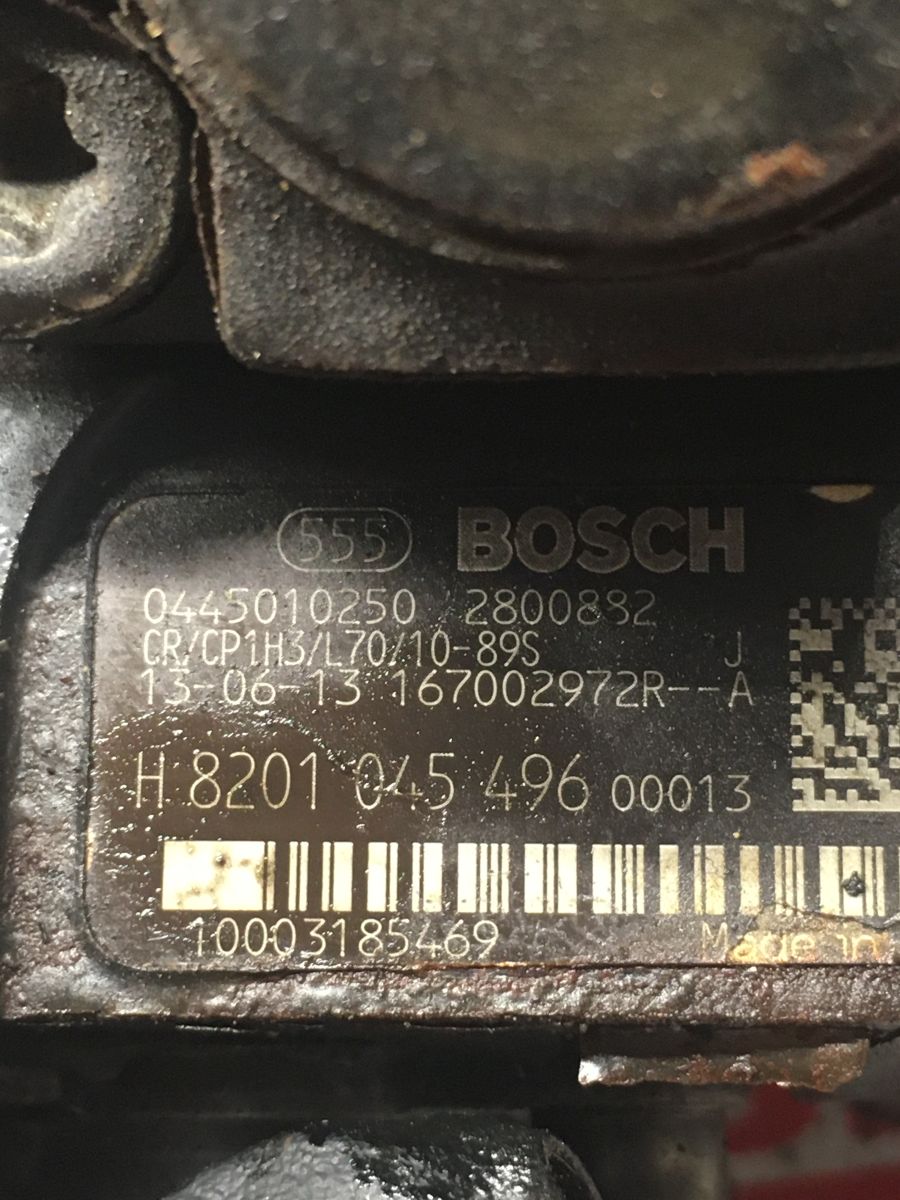 555 BOSCH
0445010250 2800882
CR/CP1H3/L70/10-89S J
13-06-13 167002972R--A
H 8201 045 496 00013
10003185469 Made in